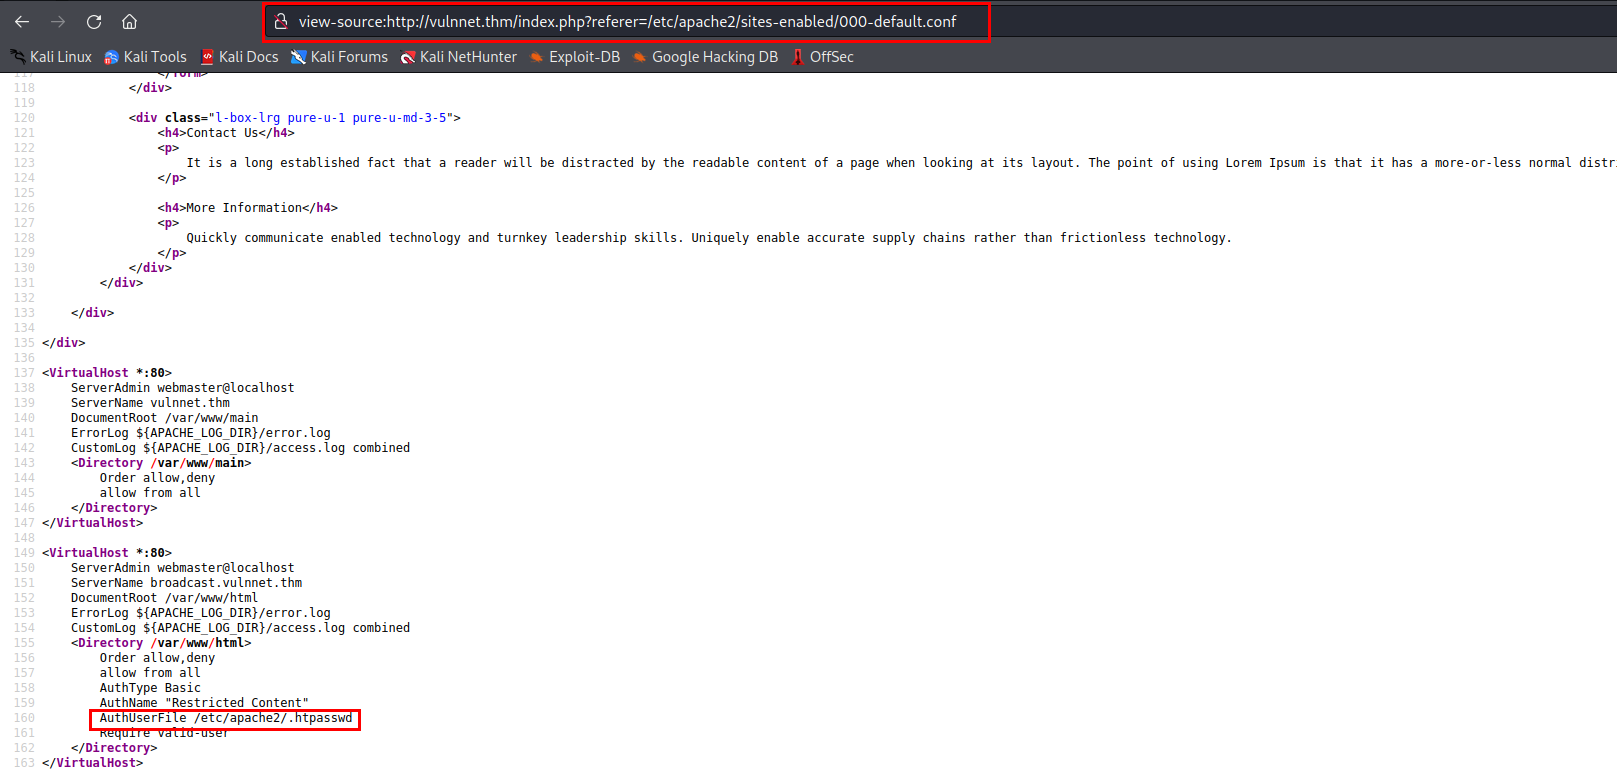 view-source:http://vulnnet.thm/index.php?referer=/etc/apache2/sites-enabled/000-default.conf
Kali Linux Kali Tools Kali Docs Kali Forums Kali NetHunter Exploit-DB Google Hacking DB OffSec
117 </form>
118 </div>
119
120 <div class="l-box-lrg pure-u-1 pure-u-md-3-5">
121 <h4>Contact Us</h4>
122 <p>
123 It is a long established fact that a reader will be distracted by the readable content of a page when looking at its layout. The point of using Lorem Ipsum is that it has a more-or-less normal distr
124 </p>
125
126 <h4>More Information</h4>
127 <p>
128 Quickly communicate enabled technology and turnkey leadership skills. Uniquely enable accurate supply chains rather than frictionless technology.
129 </p>
130 </div>
131 </div>
132
133 </div>
134
135 </div>
136
137 <VirtualHost *:80>
138 ServerAdmin webmaster@localhost
139 ServerName vulnnet.thm
140 DocumentRoot /var/www/main
141 ErrorLog ${APACHE_LOG_DIR}/error.log
142 CustomLog ${APACHE_LOG_DIR}/access.log combined
143 <Directory /var/www/main>
144 Order allow,deny
145 allow from all
146 </Directory>
147 </VirtualHost>
148
149 <VirtualHost *:80>
150 ServerAdmin webmaster@localhost
151 ServerName broadcast.vulnnet.thm
152 DocumentRoot /var/www/html
153 ErrorLog ${APACHE_LOG_DIR}/error.log
154 CustomLog ${APACHE_LOG_DIR}/access.log combined
155 <Directory /var/www/html>
156 Order allow,deny
157 allow from all
158 AuthType Basic
159 AuthName "Restricted Content"
160 AuthUserFile /etc/apache2/.htpasswd
161 Require valid-user
162 </Directory>
163 </VirtualHost>